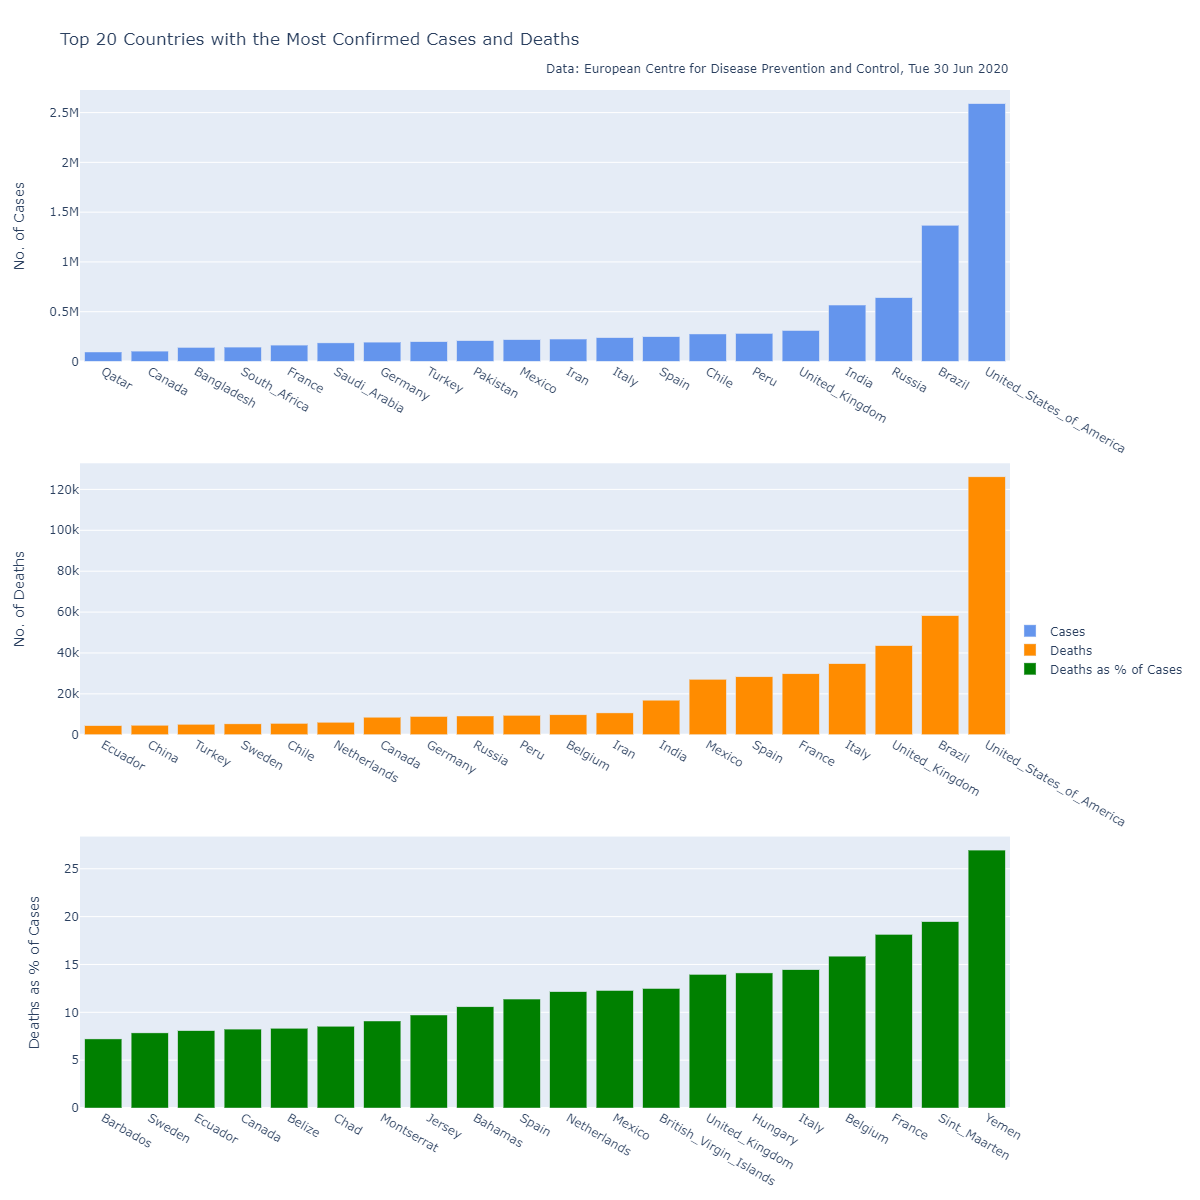 Top 20 Countries with the Most Confirmed Cases and Deaths
Data: European Centre for Disease Prevention and Control, Tue 30 Jun 2020
No. of Cases
2.5M
2M
1.5M
1M
0.5M
0
Qatar
Canada
Bangladesh
South_Africa
France
Saudi_Arabia
Germany
Turkey
Pakistan
Mexico
Iran
Italy
Spain
Chile
Peru
United_Kingdom
India
Russia
Brazil
United_States_of_America
No. of Deaths
120k
100k
80k
60k
40k
20k
0
Ecuador
China
Turkey
Sweden
Chile
Netherlands
Canada
Germany
Russia
Peru
Belgium
Iran
India
Mexico
Spain
France
Italy
United_Kingdom
Brazil
United_States_of_America
Cases
Deaths
Deaths as % of Cases
Deaths as % of Cases
25
20
15
10
5
0
Barbados
Sweden
Ecuador
Canada
Belize
Chad
Montserrat
Jersey
Bahamas
Spain
Netherlands
Mexico
British_Virgin_Islands
United_Kingdom
Hungary
Italy
Belgium
France
Sint_Maarten
Yemen